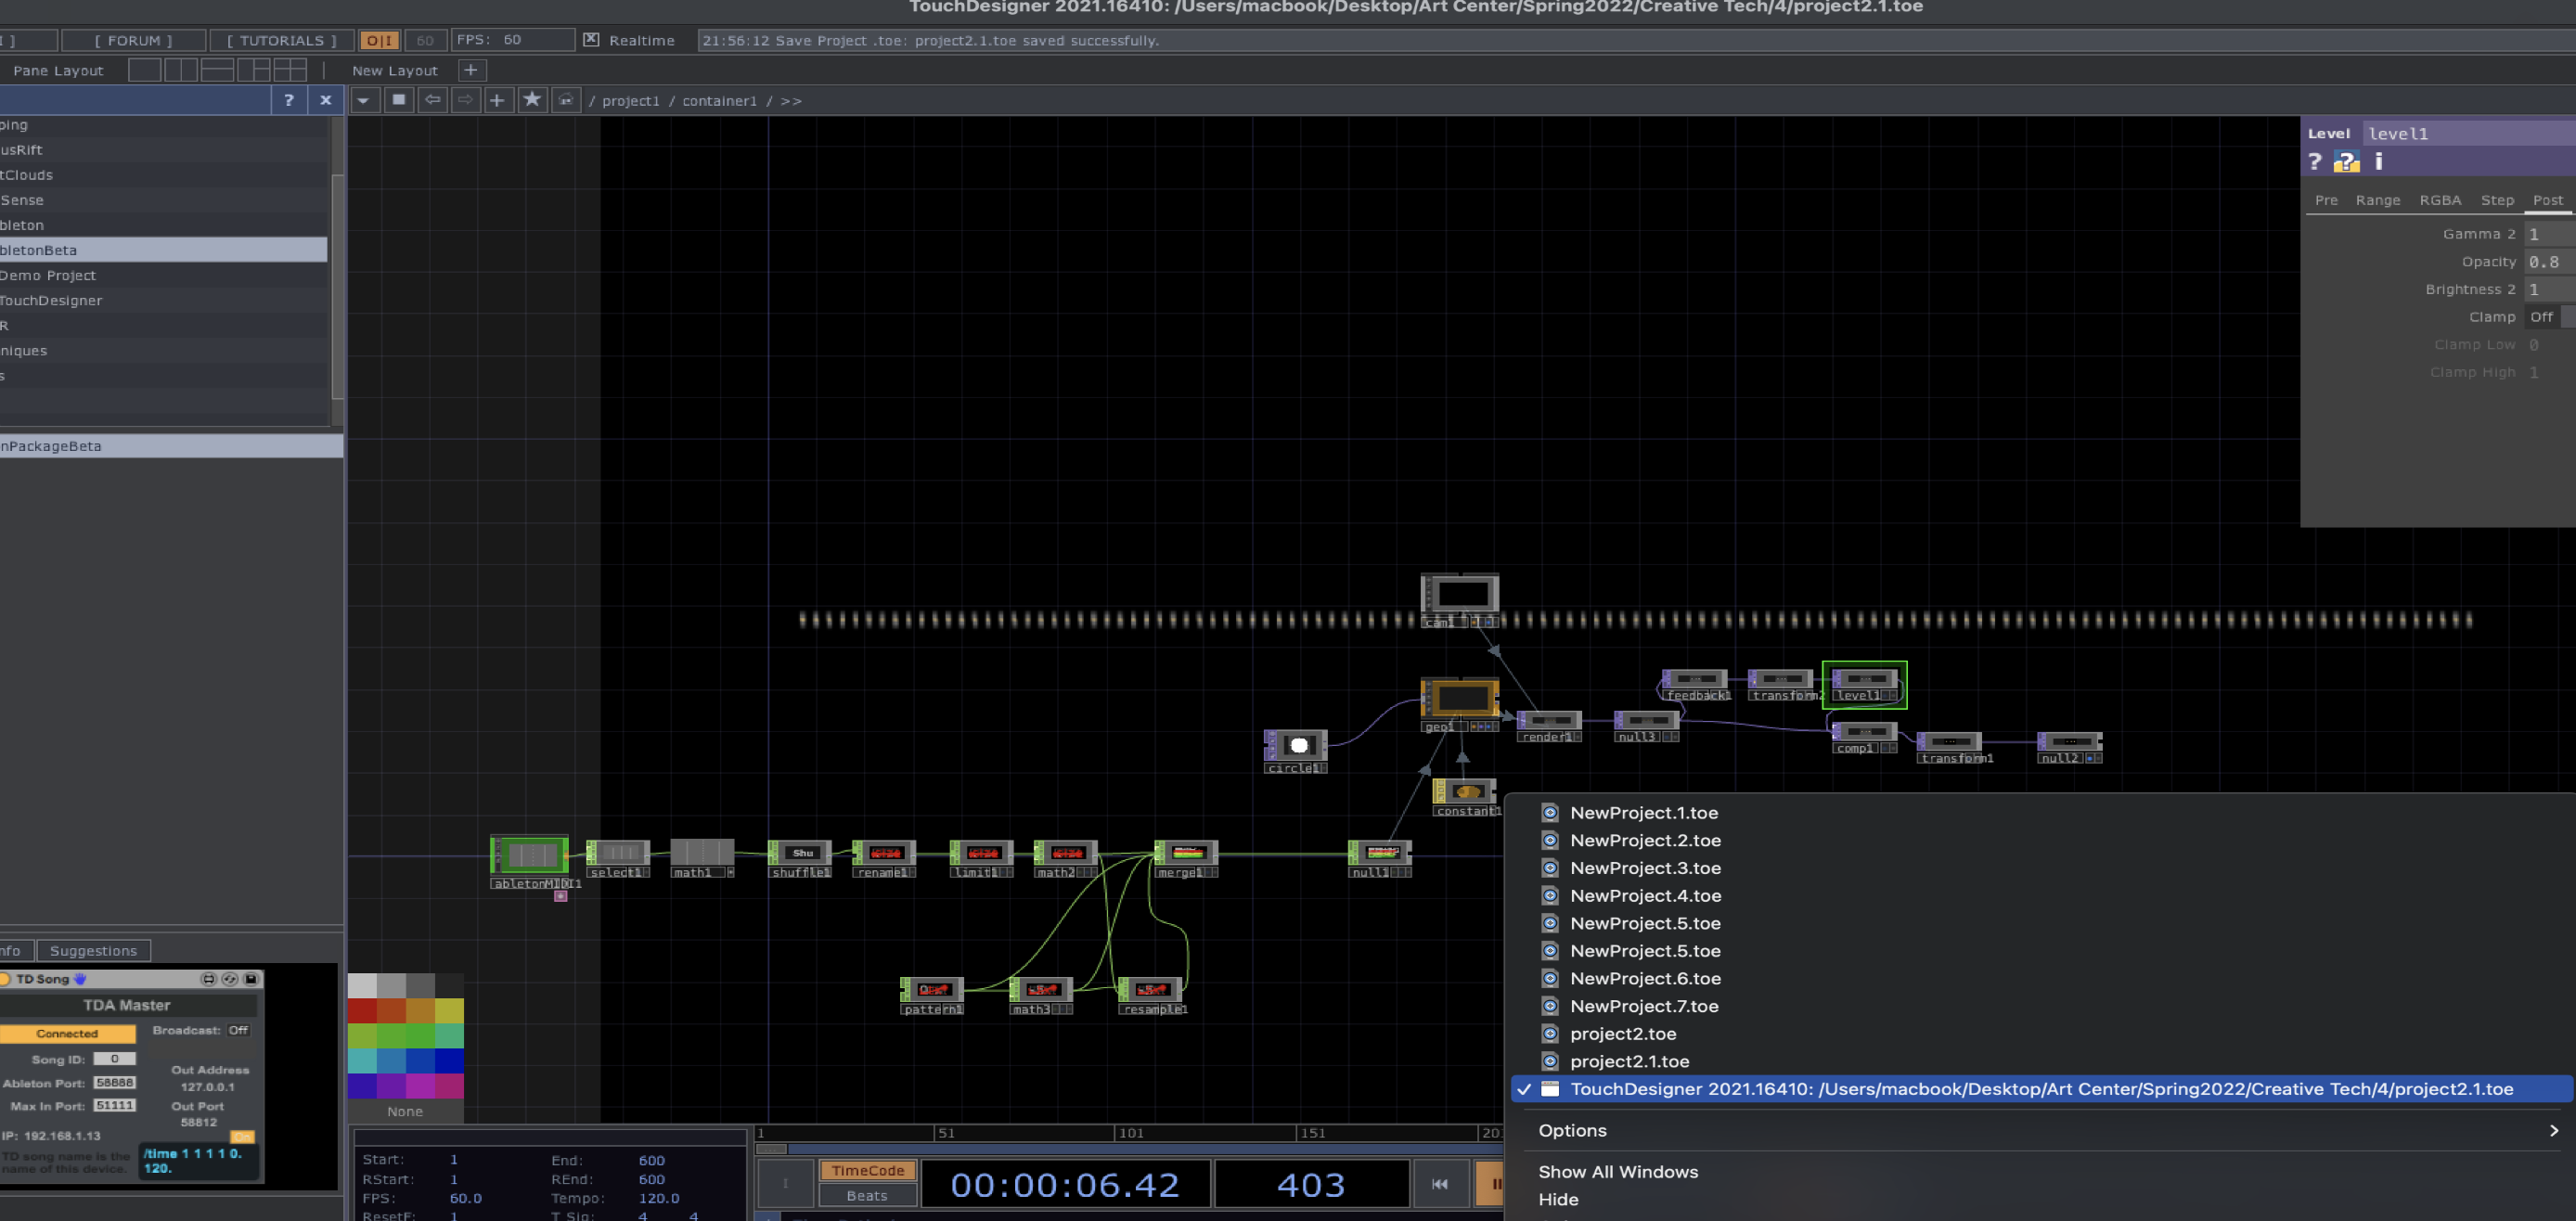 TouchDesigner 2021.16410: /Users/macbook/Desktop/Art Center/Spring2022/Creative Tech/4/project2.1.toe
I ]
[ FORUM ]
[ TUTORIALS ]
O|I
60
FPS: 60
Realtime
21:56:12 Save Project .toe: project2.1.toe saved successfully.
Pane Layout
New Layout
+
? x
/ project1 / container1 / >>
ping
usRift
tClouds
Sense
bleton
bletonBeta
Demo Project
TouchDesigner
R
niques
s
nPackageBeta
Level level1
? ? i
Pre Range RGBA Step Post
Gamma 2 1
Opacity 0.8
Brightness 2 1
Clamp Off
Clamp Low 0
Clamp High 1
cam1
feedback1
transform2
level1
geo1
render1
null3
comp1
transform1
null2
circle1
constant1
abletonMIDI1
select1
math1
Shu
shuffle1
rename1
limit1
math2
merge1
null1
pattern1
math3
resample1
nfo
Suggestions
TD Song
TDA Master
Connected
Broadcast: Off
Song ID: 0
Out Address
Ableton Port: 58888
127.0.0.1
Max In Port: 51111
Out Port
58812
IP: 192.168.1.13
On
TD song name is the
name of this device.
/time 1 1 1 1 0.
120.
None
NewProject.1.toe
NewProject.2.toe
NewProject.3.toe
NewProject.4.toe
NewProject.5.toe
NewProject.5.toe
NewProject.6.toe
NewProject.7.toe
project2.toe
project2.1.toe
✓ TouchDesigner 2021.16410: /Users/macbook/Desktop/Art Center/Spring2022/Creative Tech/4/project2.1.toe
Options
Show All Windows
Hide
1 51 101 151 201
Start: 1 End: 600
RStart: 1 REnd: 600
FPS: 60.0 Tempo: 120.0
ResetF: 1 T Sig: 4 4
TimeCode
Beats
00:00:06.42
403